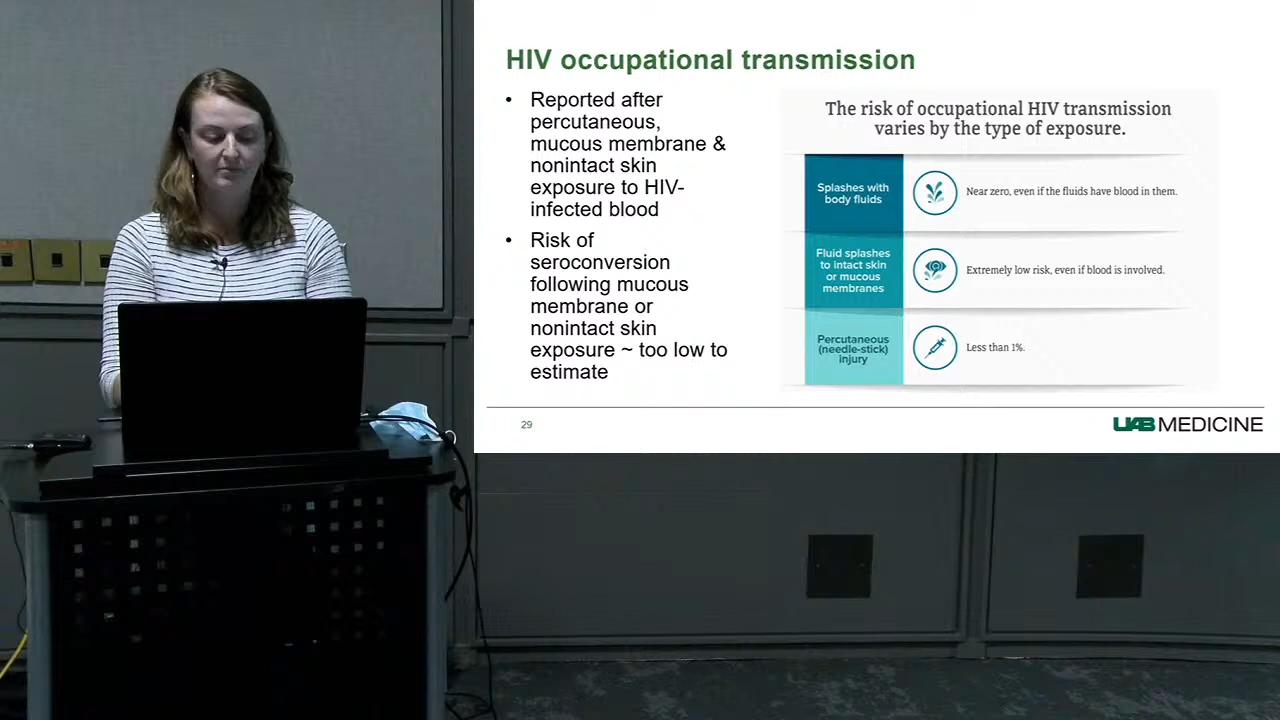 HIV occupational transmission
• Reported after
percutaneous,
mucous membrane &
nonintact skin
exposure to HIV-
infected blood
• Risk of
seroconversion
following mucous
membrane or
nonintact skin
exposure ~ too low to
estimate
The risk of occupational HIV transmission
varies by the type of exposure.
Splashes with
body fluids
Near zero, even if the fluids have blood in them.
Fluid splashes
to intact skin
or mucous
membranes
Extremely low risk, even if blood is involved.
Percutaneous
(needle-stick)
injury
Less than 1%.
29
UAB MEDICINE